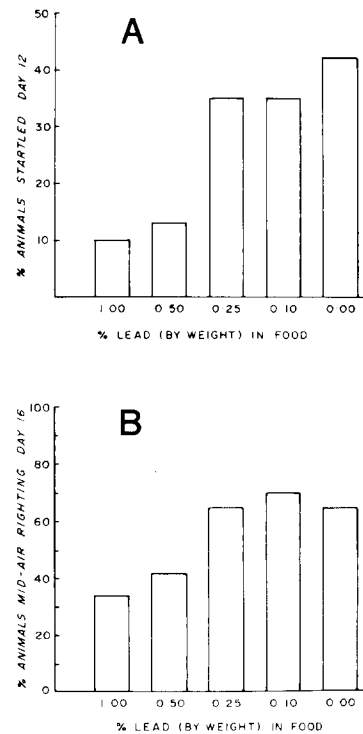 A
50
40
30
20
10
% ANIMALS STARTLED DAY 12
1.00 0.50 0.25 0.10 0.00
% LEAD (BY WEIGHT) IN FOOD
B
100
80
60
40
20
0
% ANIMALS MID-AIR RIGHTING DAY 16
1.00 0.50 0.25 0.10 0.00
% LEAD (BY WEIGHT) IN FOOD